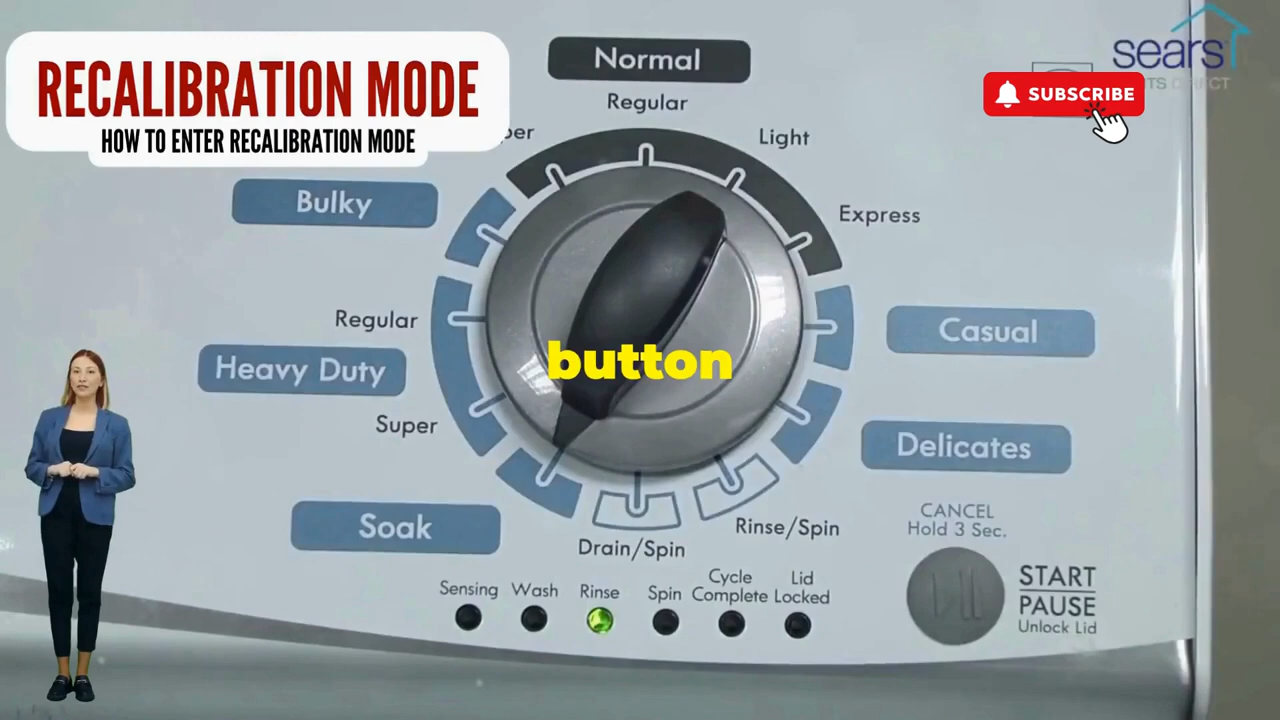 RECALIBRATION MODE
HOW TO ENTER RECALIBRATION MODE
sears
DIRECT
SUBSCRIBE
Normal
Regular
Light
Express
Bulky
Regular
Heavy Duty
Super
Soak
button
Casual
Delicates
Rinse/Spin
Drain/Spin
CANCEL
Hold 3 Sec.
START
PAUSE
Unlock Lid
Sensing
Wash
Rinse
Spin
Cycle
Complete
Lid
Locked